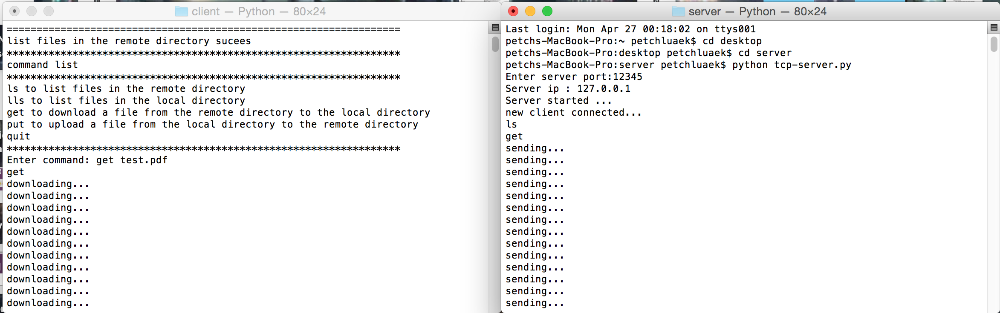 client — Python — 80×24
====================================================================
list files in the remote directory sucees
********************************************************************
command list
********************************************************************
ls to list files in the remote directory
lls to list files in the local directory
get to download a file from the remote directory to the local directory
put to upload a file from the local directory to the remote directory
quit
********************************************************************
Enter command: get test.pdf
get
downloading...
downloading...
downloading...
downloading...
downloading...
downloading...
downloading...
downloading...
downloading...
downloading...
downloading...
server — Python — 80×24
Last login: Mon Apr 27 00:18:02 on ttys001
petchs-MacBook-Pro:~ petchluaek$ cd desktop
petchs-MacBook-Pro:desktop petchluaek$ cd server
petchs-MacBook-Pro:server petchluaek$ python tcp-server.py
Enter server port:12345
Server ip : 127.0.0.1
Server started ...
new client connected...
ls
get
sending...
sending...
sending...
sending...
sending...
sending...
sending...
sending...
sending...
sending...
sending...
sending...
sending...
sending...